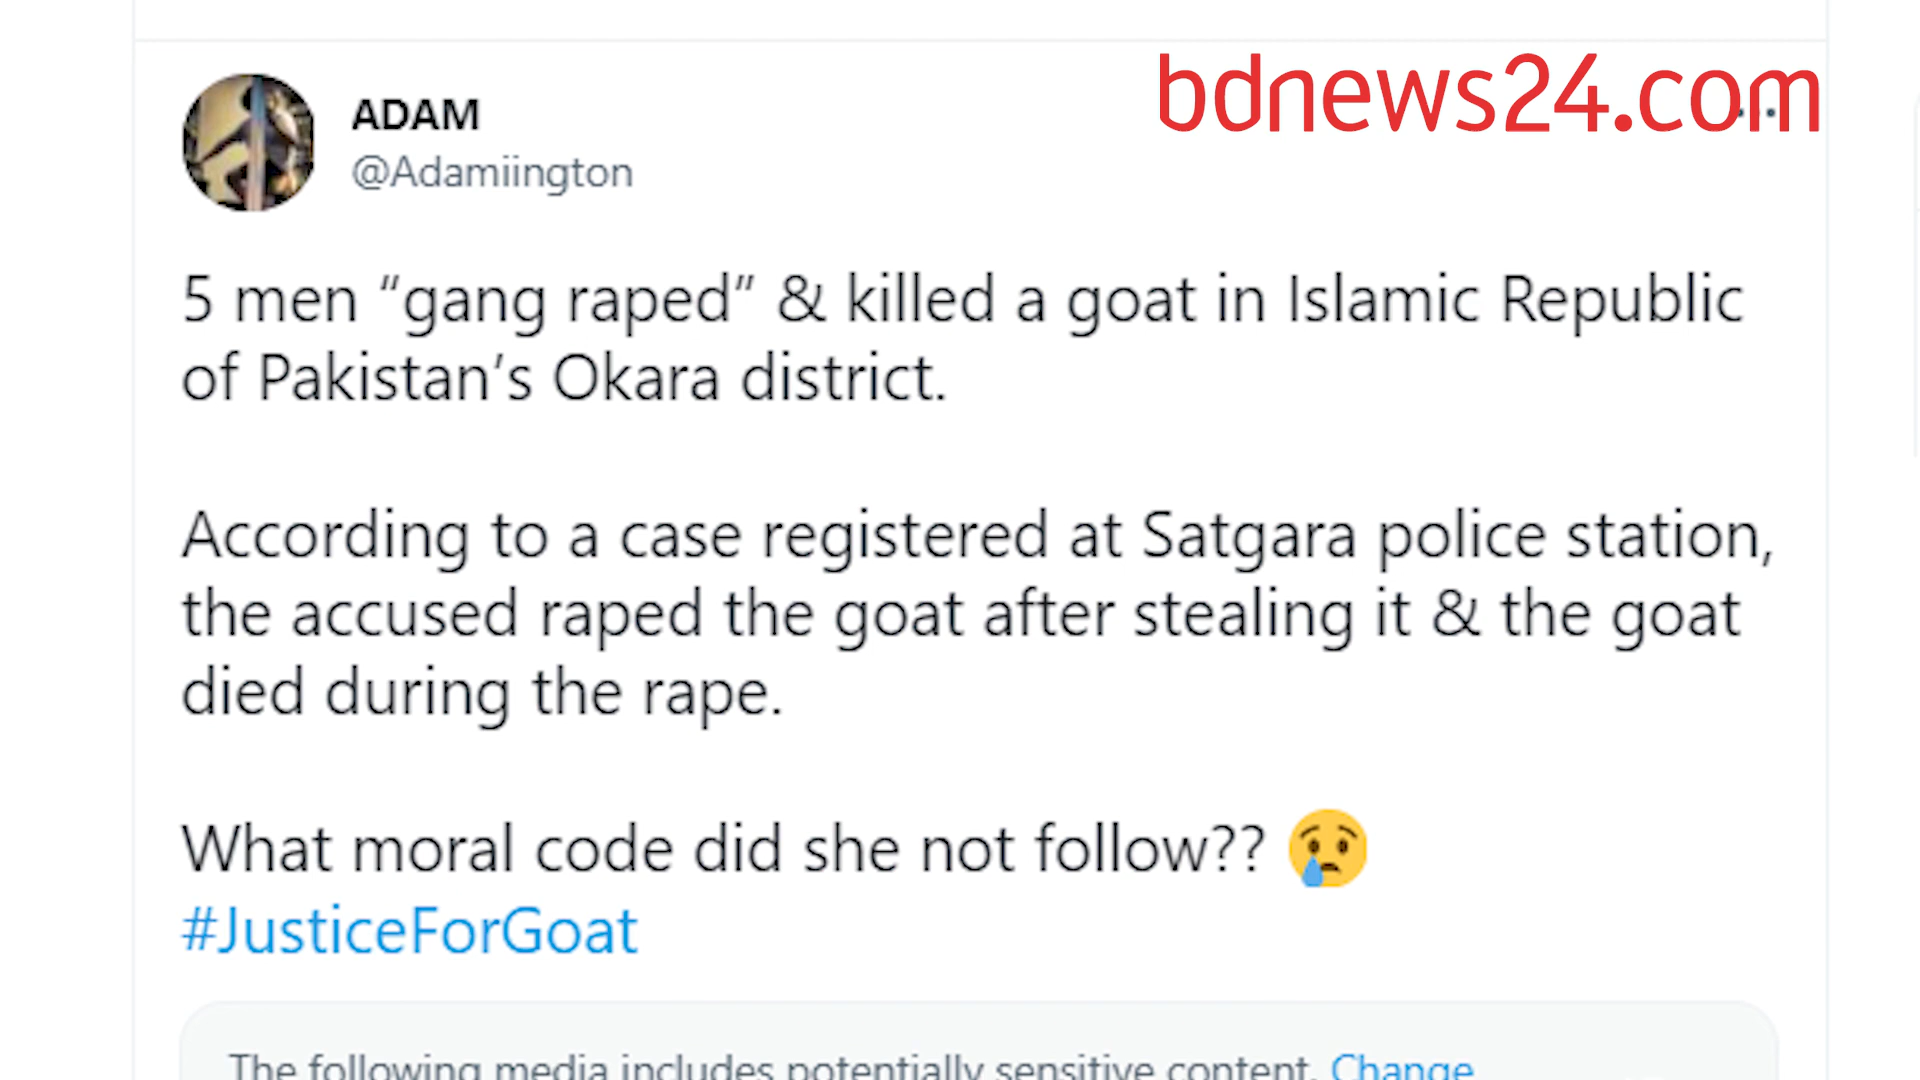 bdnews24.com
ADAM
@Adamiington
5 men “gang raped” & killed a goat in Islamic Republic
of Pakistan’s Okara district.
According to a case registered at Satgara police station,
the accused raped the goat after stealing it & the goat
died during the rape.
What moral code did she not follow?? 😢
#JusticeForGoat
The following media includes potentially sensitive content. Change